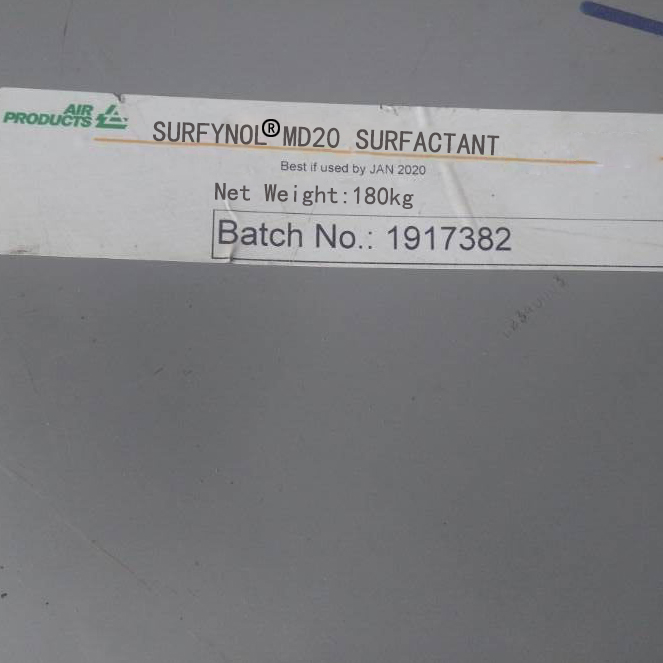 AIR
PRODUCTS
SURFYNOL® MD20 SURFACTANT
Best if used by JAN 2020
Net Weight:180kg
Batch No.: 1917382